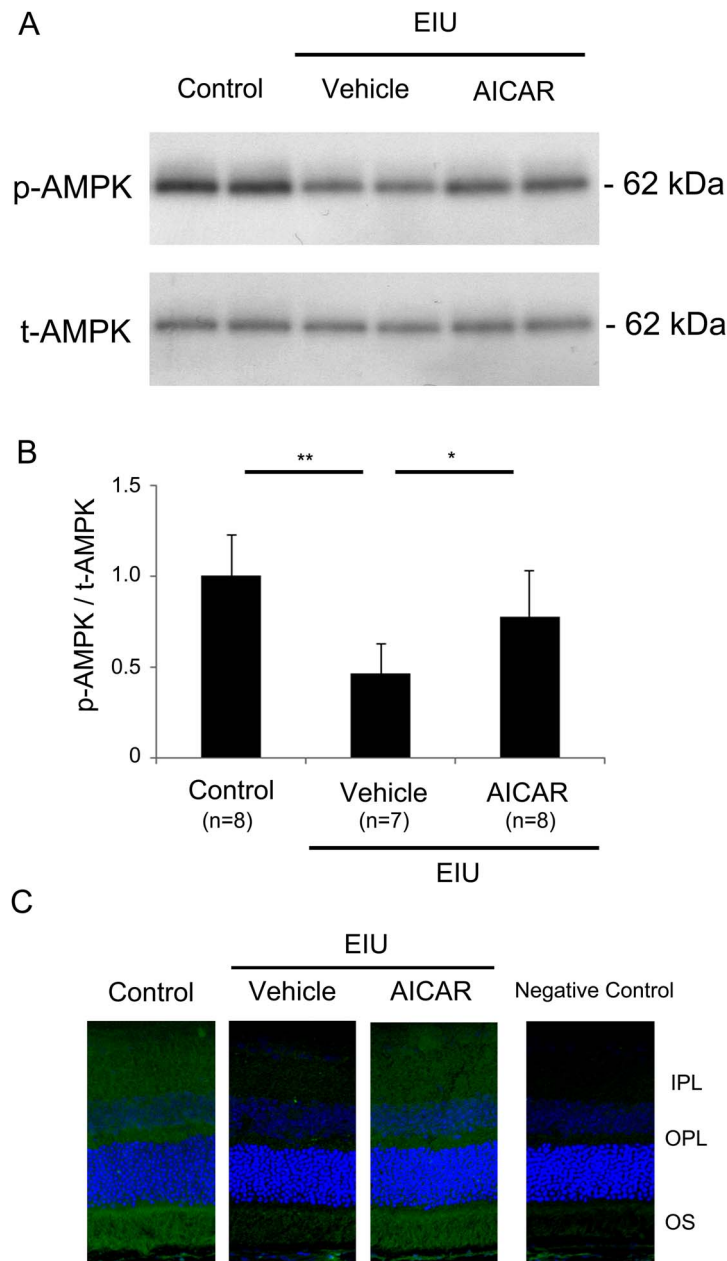 A
EIU
Control Vehicle AICAR
p-AMPK - 62 kDa
t-AMPK - 62 kDa
B
** *
p-AMPK / t-AMPK
1.5
1.0
0.5
0
Control Vehicle AICAR
(n=8) (n=7) (n=8)
EIU
C
EIU
Control Vehicle AICAR Negative Control
IPL
OPL
OS